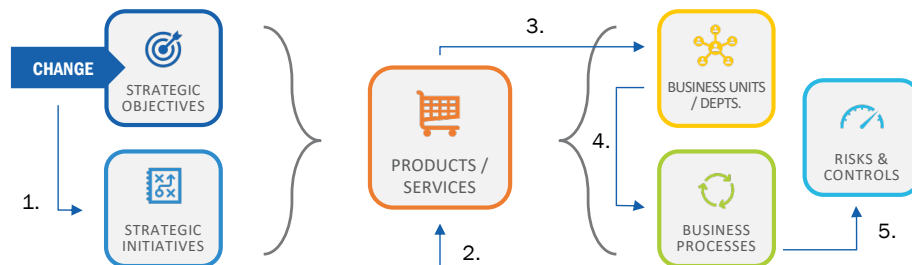 CHANGE
STRATEGIC
OBJECTIVES
1.
STRATEGIC
INITIATIVES
PRODUCTS /
SERVICES
2.
3.
BUSINESS UNITS
/ DEPTS.
4.
BUSINESS
PROCESSES
RISKS &
CONTROLS
5.